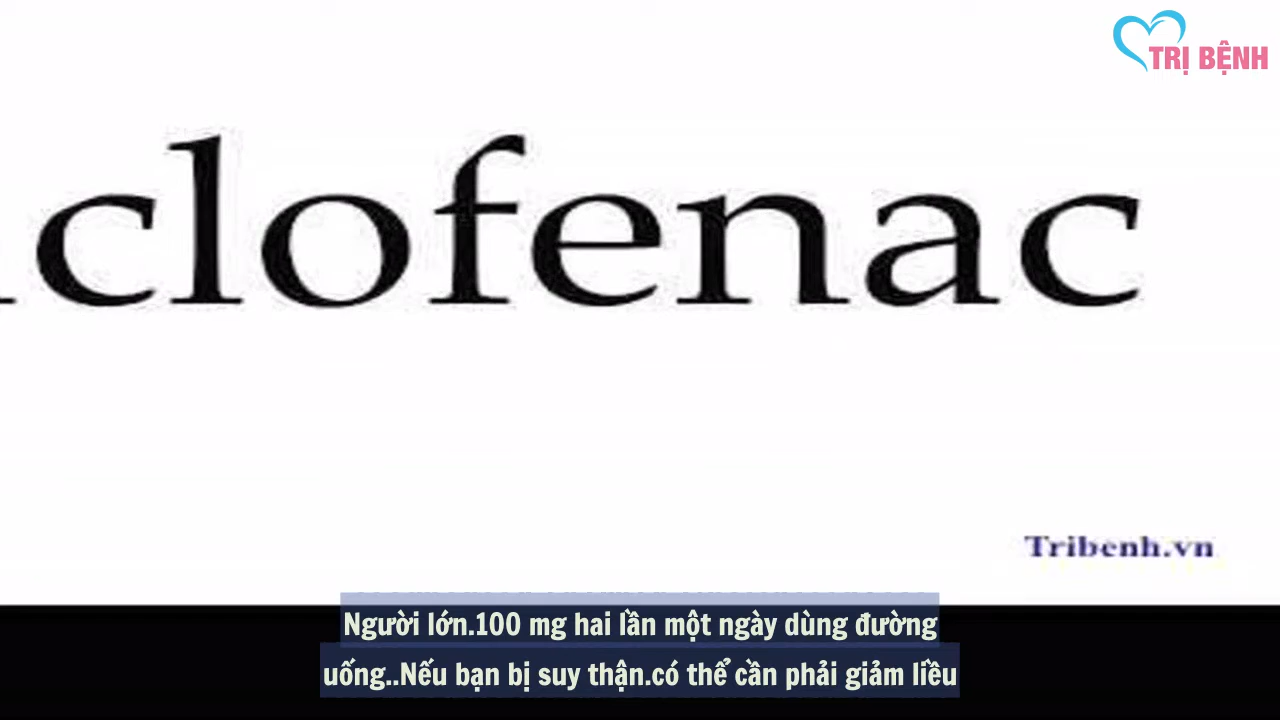 TRỊ BỆNH
clofenac
Tribenh.vn
Người lớn.100 mg hai lần một ngày dùng đường
uống..Nếu bạn bị suy thận.có thể cần phải giảm liều